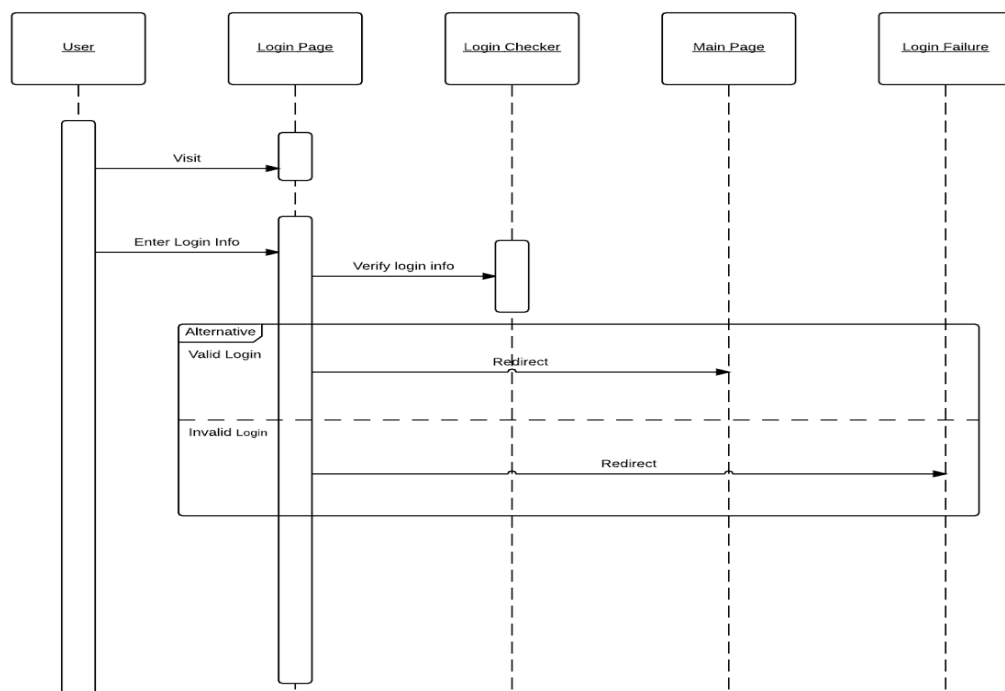 User
Login Page
Login Checker
Main Page
Login Failure
Visit
Enter Login Info
Verify login info
Alternative
Valid Login
Redirect
Invalid Login
Redirect